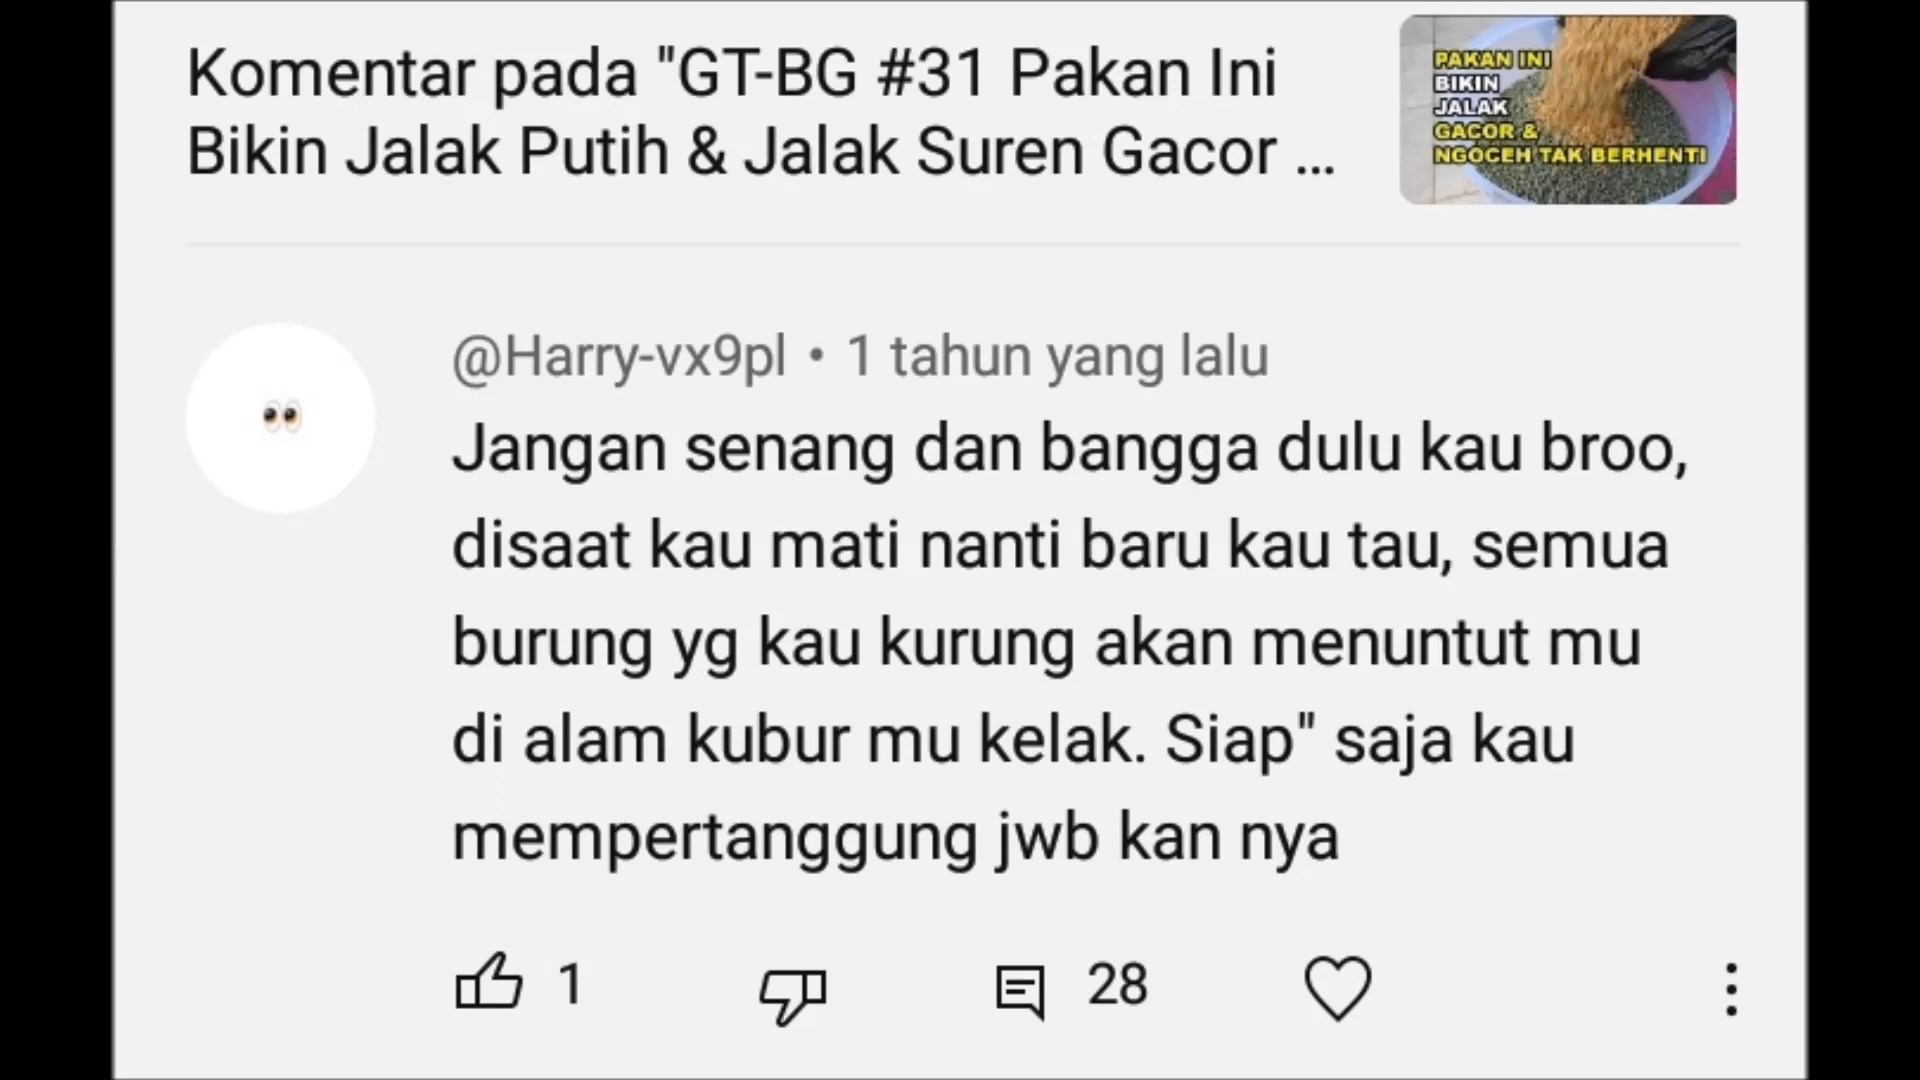 Komentar pada "GT-BG #31 Pakan Ini
Bikin Jalak Putih & Jalak Suren Gacor ...
PAKAN INI
BIKIN
JALAK
GACOR &
NGOCEH TAK BERHENTI
@Harry-vx9pl • 1 tahun yang lalu
Jangan senang dan bangga dulu kau broo,
disaat kau mati nanti baru kau tau, semua
burung yg kau kurung akan menuntut mu
di alam kubur mu kelak. Siap" saja kau
mempertanggung jwb kan nya
1
28